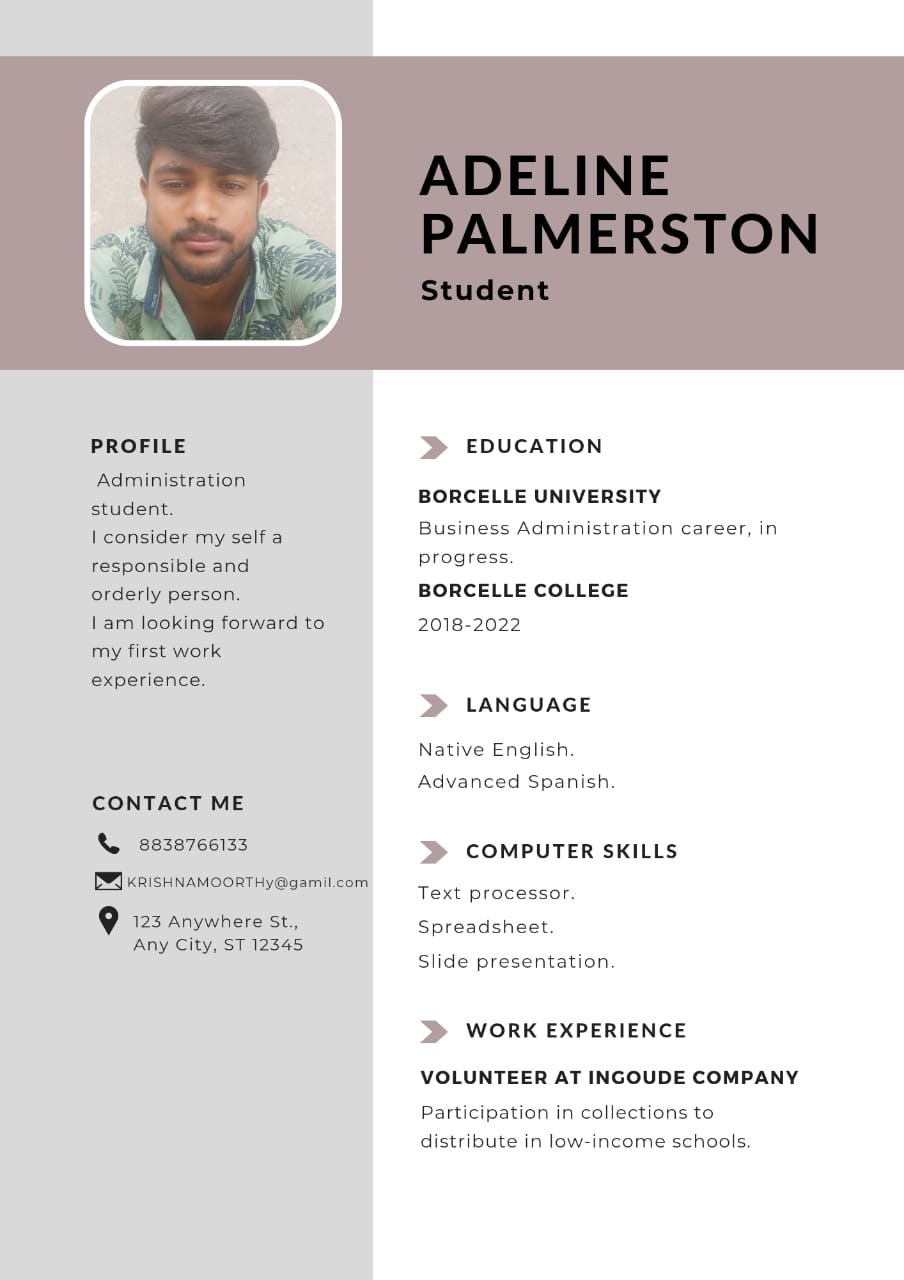 ADELINE
PALMERSTON
Student
PROFILE
Administration
student.
I consider my self a
responsible and
orderly person.
I am looking forward to
my first work
experience.
CONTACT ME
8838766133
KRISHNAMOORTHy@gamil.com
123 Anywhere St.,
Any City, ST 12345
EDUCATION
BORCELLE UNIVERSITY
Business Administration career, in
progress.
BORCELLE COLLEGE
2018-2022
LANGUAGE
Native English.
Advanced Spanish.
COMPUTER SKILLS
Text processor.
Spreadsheet.
Slide presentation.
WORK EXPERIENCE
VOLUNTEER AT INGOUDE COMPANY
Participation in collections to
distribute in low-income schools.